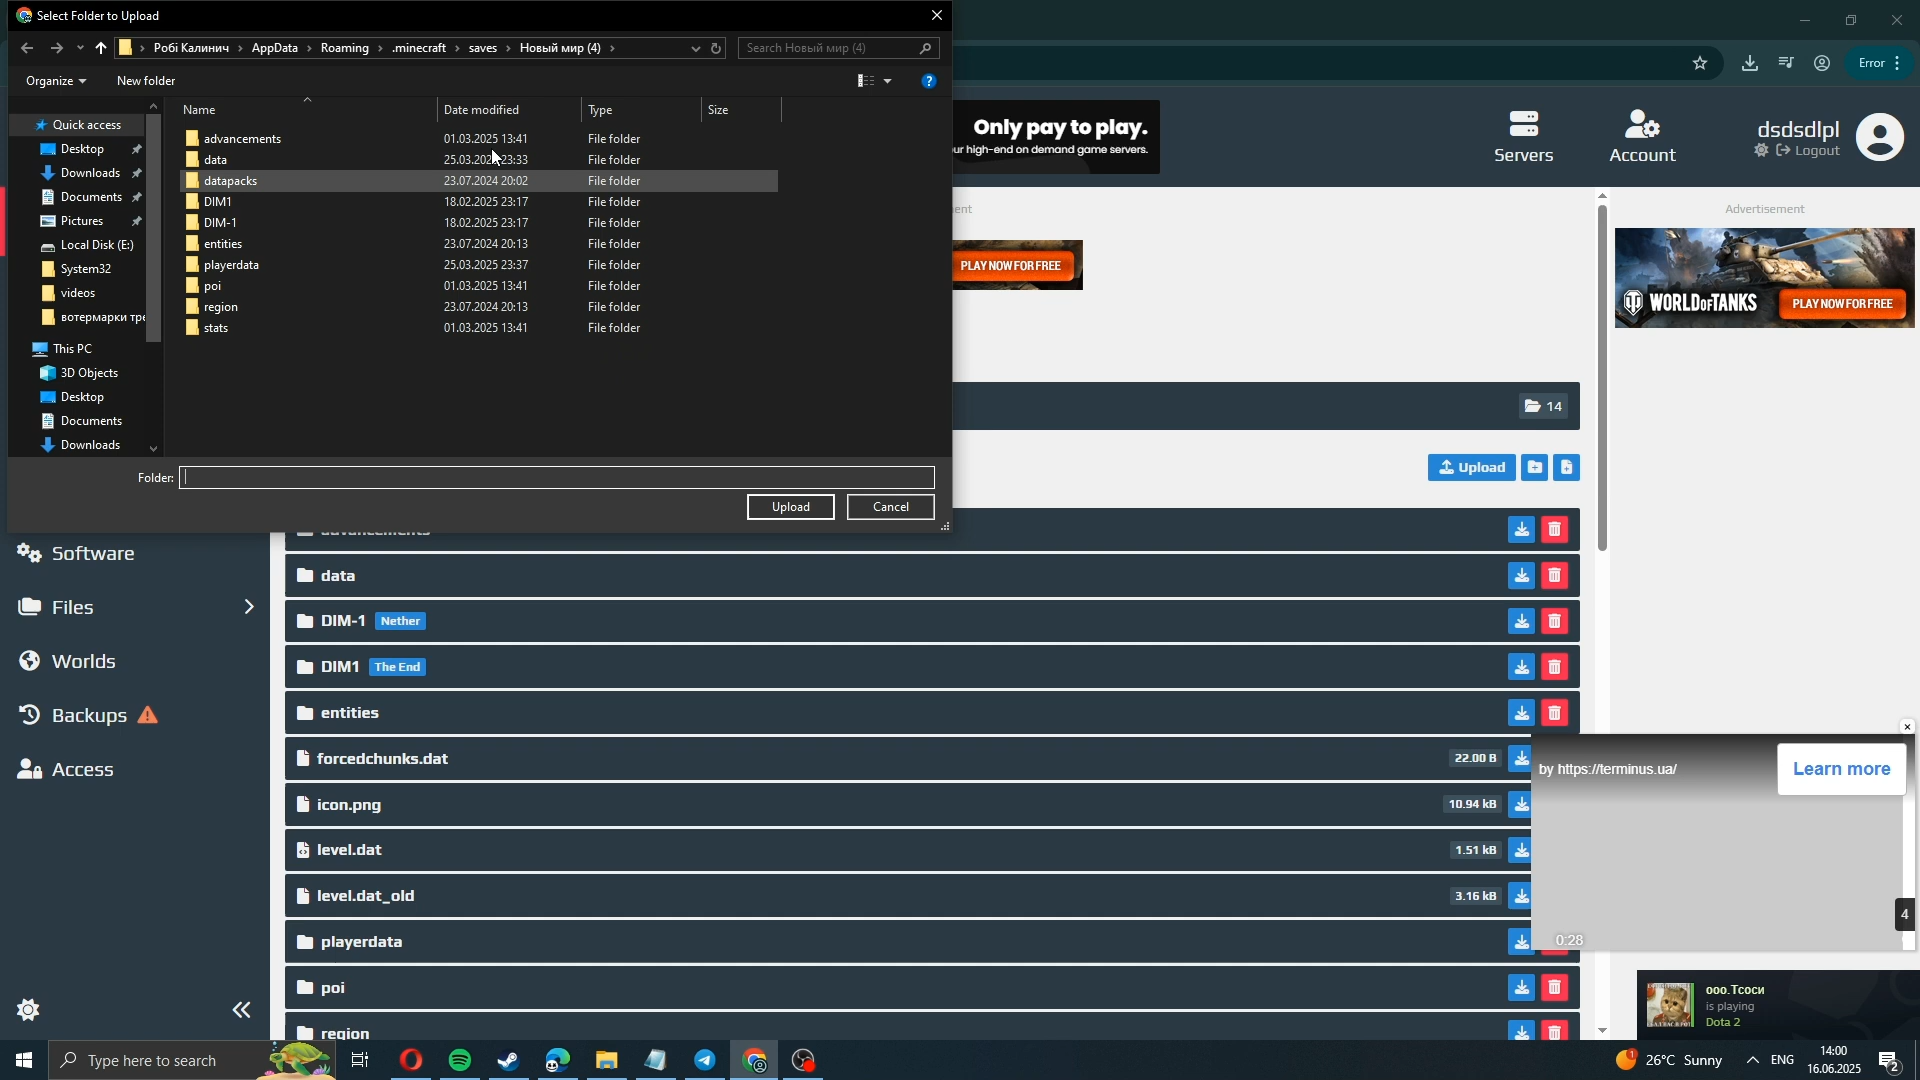 Select Folder to Upload
Робі Калинич > AppData > Roaming > .minecraft > saves > Новый мир (4) >
Search Новый мир (4)
Organize
New folder
Name
Date modified
Type
Size
Quick access
Desktop
Downloads
Documents
Pictures
Local Disk (E:)
System32
videos
вотермарки тре
This PC
3D Objects
Desktop
Documents
Downloads
advancements 01.03.2025 13:41 File folder
data 25.03.202 23:33 File folder
datapacks 23.07.2024 20:02 File folder
DIM1 18.02.2025 23:17 File folder
DIM-1 18.02.2025 23:17 File folder
entities 23.07.2024 20:13 File folder
playerdata 25.03.2025 23:37 File folder
poi 01.03.2025 13:41 File folder
region 23.07.2024 20:13 File folder
stats 01.03.2025 13:41 File folder
Folder:
Upload
Cancel
Error
Only pay to play.
ur high-end on demand game servers.
Servers
Account
dsdsdlpl
Logout
ent
PLAY NOW FOR FREE
Advertisement
WORLD OF TANKS
PLAY NOW FOR FREE
14
Upload
Software
Files
Worlds
Backups
Access
advancements
data
DIM-1 Nether
DIM1 The End
entities
forcedchunks.dat 22.00 B
icon.png 10.94 kB
level.dat 1.51 kB
level.dat_old 3.16 kB
playerdata
poi
region
by https://terminus.ua/
Learn more
4
0:28
ооо.Тсоси
is playing
Dota 2
Type here to search
1
26°C Sunny
ENG
14:00
16.06.2025
2